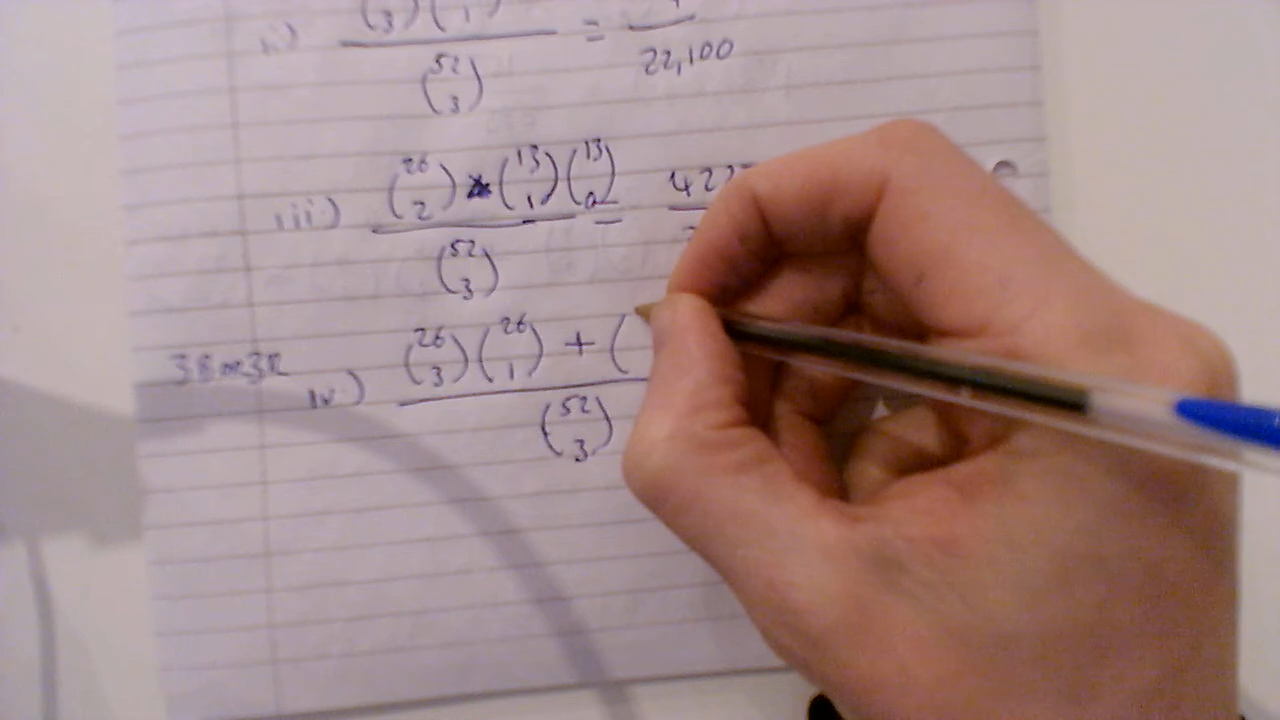 ii) (3)(1) = 
(52 3) 22,100
iii) (26 2) (13 1)(13 0) = 422
(52 3)
3B or 3R iv) (26 3)(26 1) + (
(52 3)